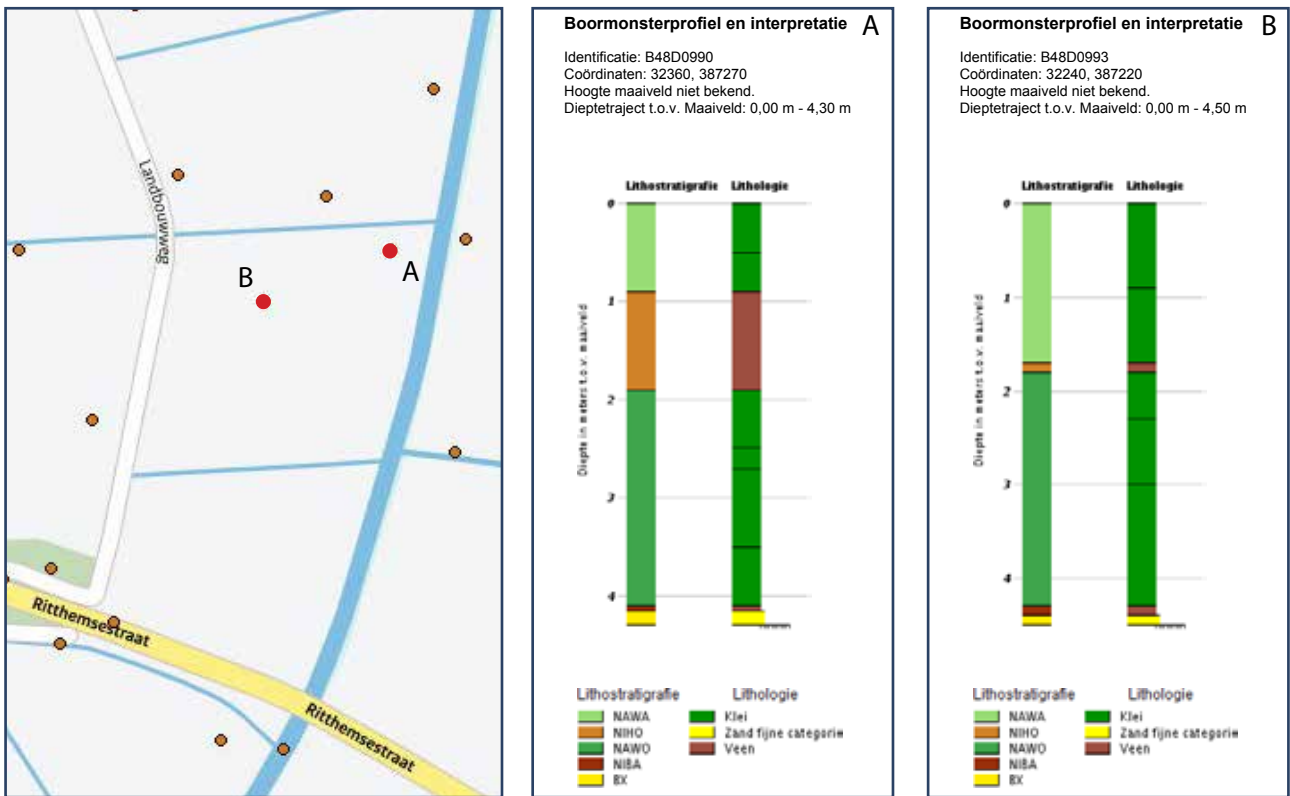 Landbouwweg
B
A
Ritthemsestraat
Ritthemsestraat
Boormonsterprofiel en interpretatie A
Identificatie: B48D0990
Coördinaten: 32360, 387270
Hoogte maaiveld niet bekend.
Dieptetraject t.o.v. Maaiveld: 0,00 m - 4,30 m
Lithostratigrafie Lithologie
Diepte in meters t.o.v. maaiveld
0
1
2
3
4
Lithostratigrafie Lithologie
NAWA Klei
NIHO Zand fijne categorie
NAWO Veen
NIBA
BX
Boormonsterprofiel en interpretatie B
Identificatie: B48D0993
Coördinaten: 32240, 387220
Hoogte maaiveld niet bekend.
Dieptetraject t.o.v. Maaiveld: 0,00 m - 4,50 m
Lithostratigrafie Lithologie
Diepte in meters t.o.v. maaiveld
0
1
2
3
4
Lithostratigrafie Lithologie
NAWA Klei
NIHO Zand fijne categorie
NAWO Veen
NIBA
BX